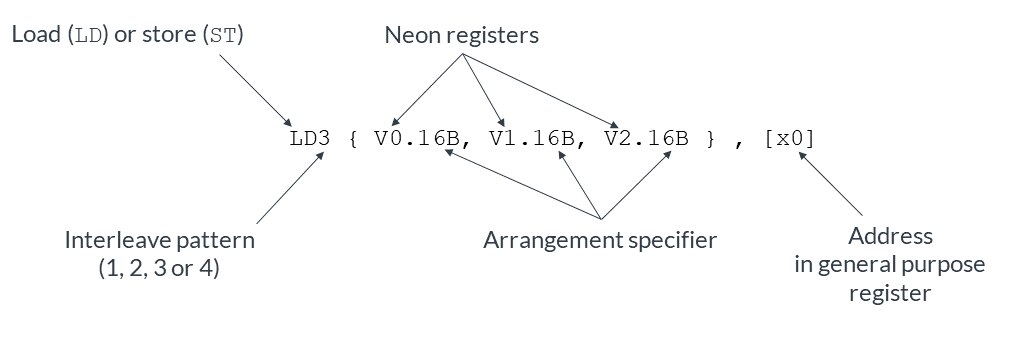 Load (LD) or store (ST)
Neon registers
LD3 { V0.16B, V1.16B, V2.16B } , [x0]
Interleave pattern
(1, 2, 3 or 4)
Arrangement specifier
Address
in general purpose
register